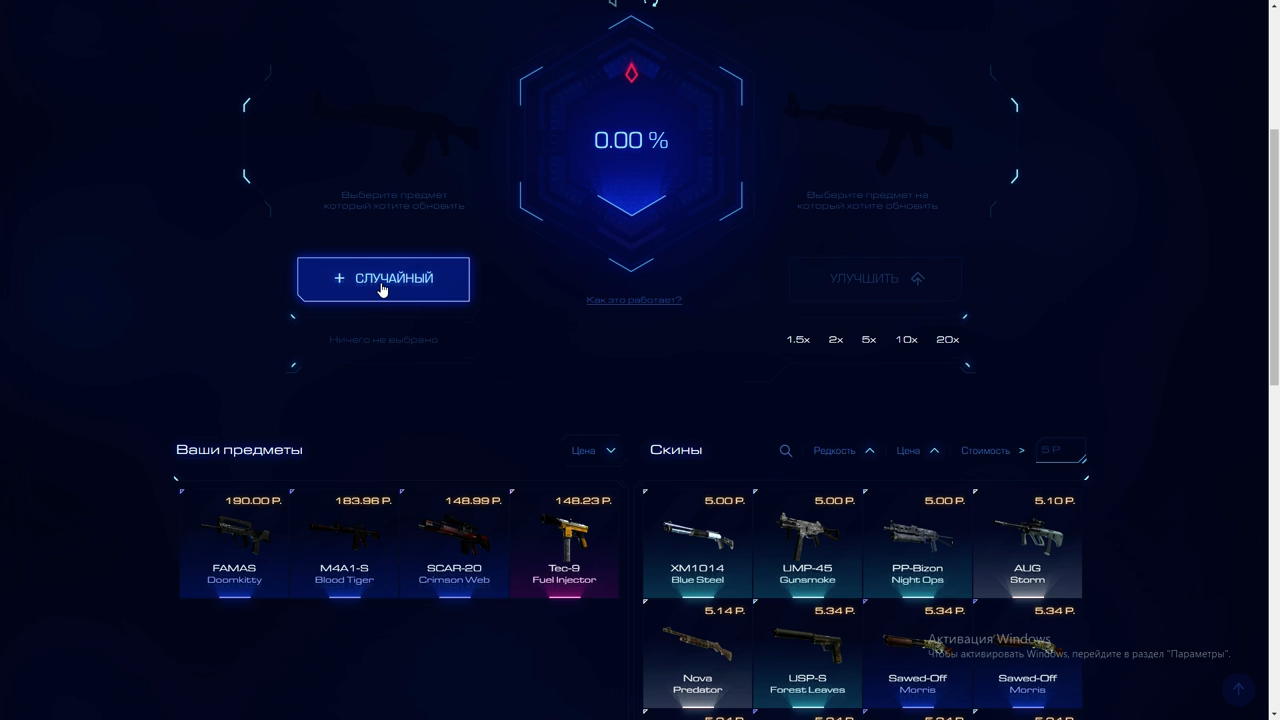 0.00 %
Выберите предмет
который хотите обновить
Выберите предмет на
который хотите обновить
+ СЛУЧАЙНЫЙ
УЛУЧШИТЬ
Как это работает?
Ничего не выбрано
1.5x 2x 5x 10x 20x
Ваши предметы
Цена
Скины
Редкость
Цена
Стоимость >
5 Р
190.00 Р.
FAMAS
Doomkitty
183.96 Р.
M4A1-S
Blood Tiger
148.99 Р.
SCAR-20
Crimson Web
148.23 Р.
Tec-9
Fuel Injector
5.00 Р.
XM1014
Blue Steel
5.00 Р.
UMP-45
Gunsmoke
5.00 Р.
PP-Bizon
Night Ops
5.10 Р.
AUG
Storm
5.14 Р.
Nova
Predator
5.34 Р.
USP-S
Forest Leaves
5.34 Р.
Sawed-Off
Morris
5.34 Р.
Sawed-Off
Morris
Активация Windows
Чтобы активировать Windows, перейдите в раздел "Параметры".